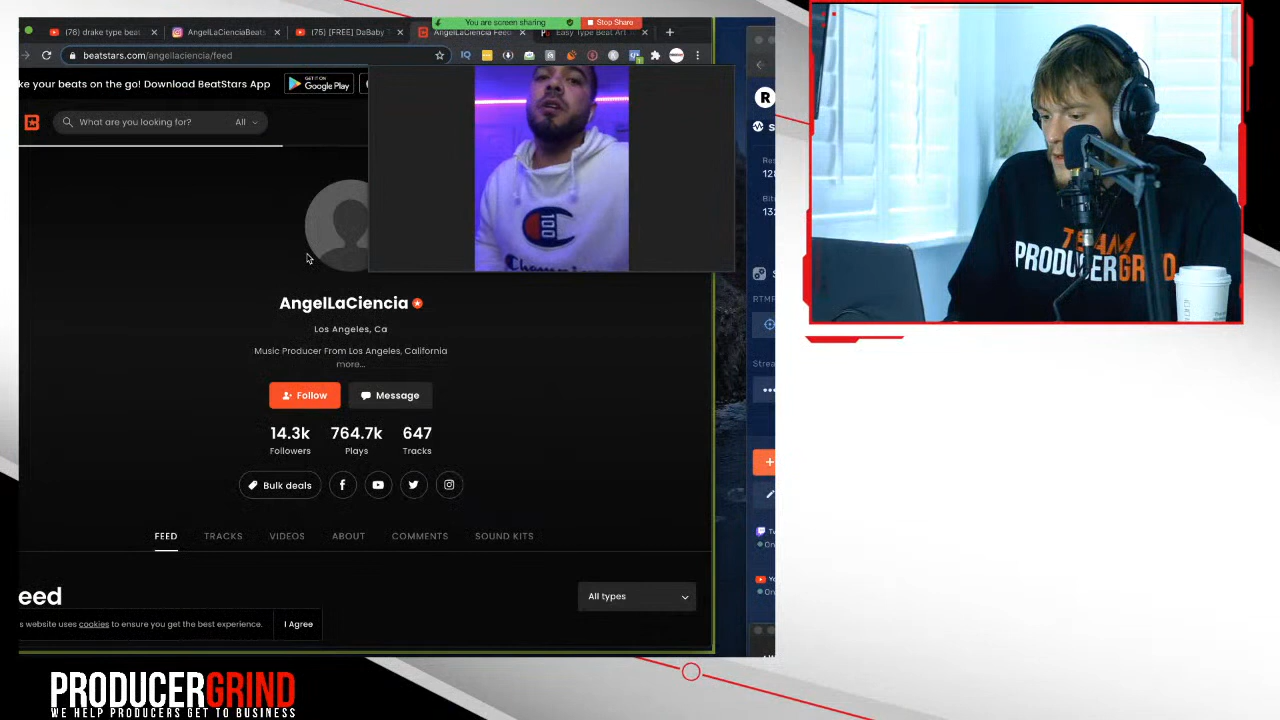 You are screen sharing
Stop Share
(76) drake type beat
AngelLaCienciaBeats
(75) [FREE] DaBaby T
AngelLaCiencia Feed
Easy Type Beat Art
beatstars.com/angellaciencia/feed
ke your beats on the go! Download BeatStars App
GET IT ON
Google Play
What are you looking for?
All
100
Champion
TEAM
PRODUCERGRIND
R
AngelLaCiencia
Los Angeles, Ca
Music Producer From Los Angeles, California
more...
Follow
Message
14.3k
764.7k
647
Followers
Plays
Tracks
Bulk deals
FEED
TRACKS
VIDEOS
ABOUT
COMMENTS
SOUND KITS
eed
All types
s website uses cookies to ensure you get the best experience.
I Agree
RTMP
Strea
PRODUCERGRIND
WE HELP PRODUCERS GET TO BUSINESS